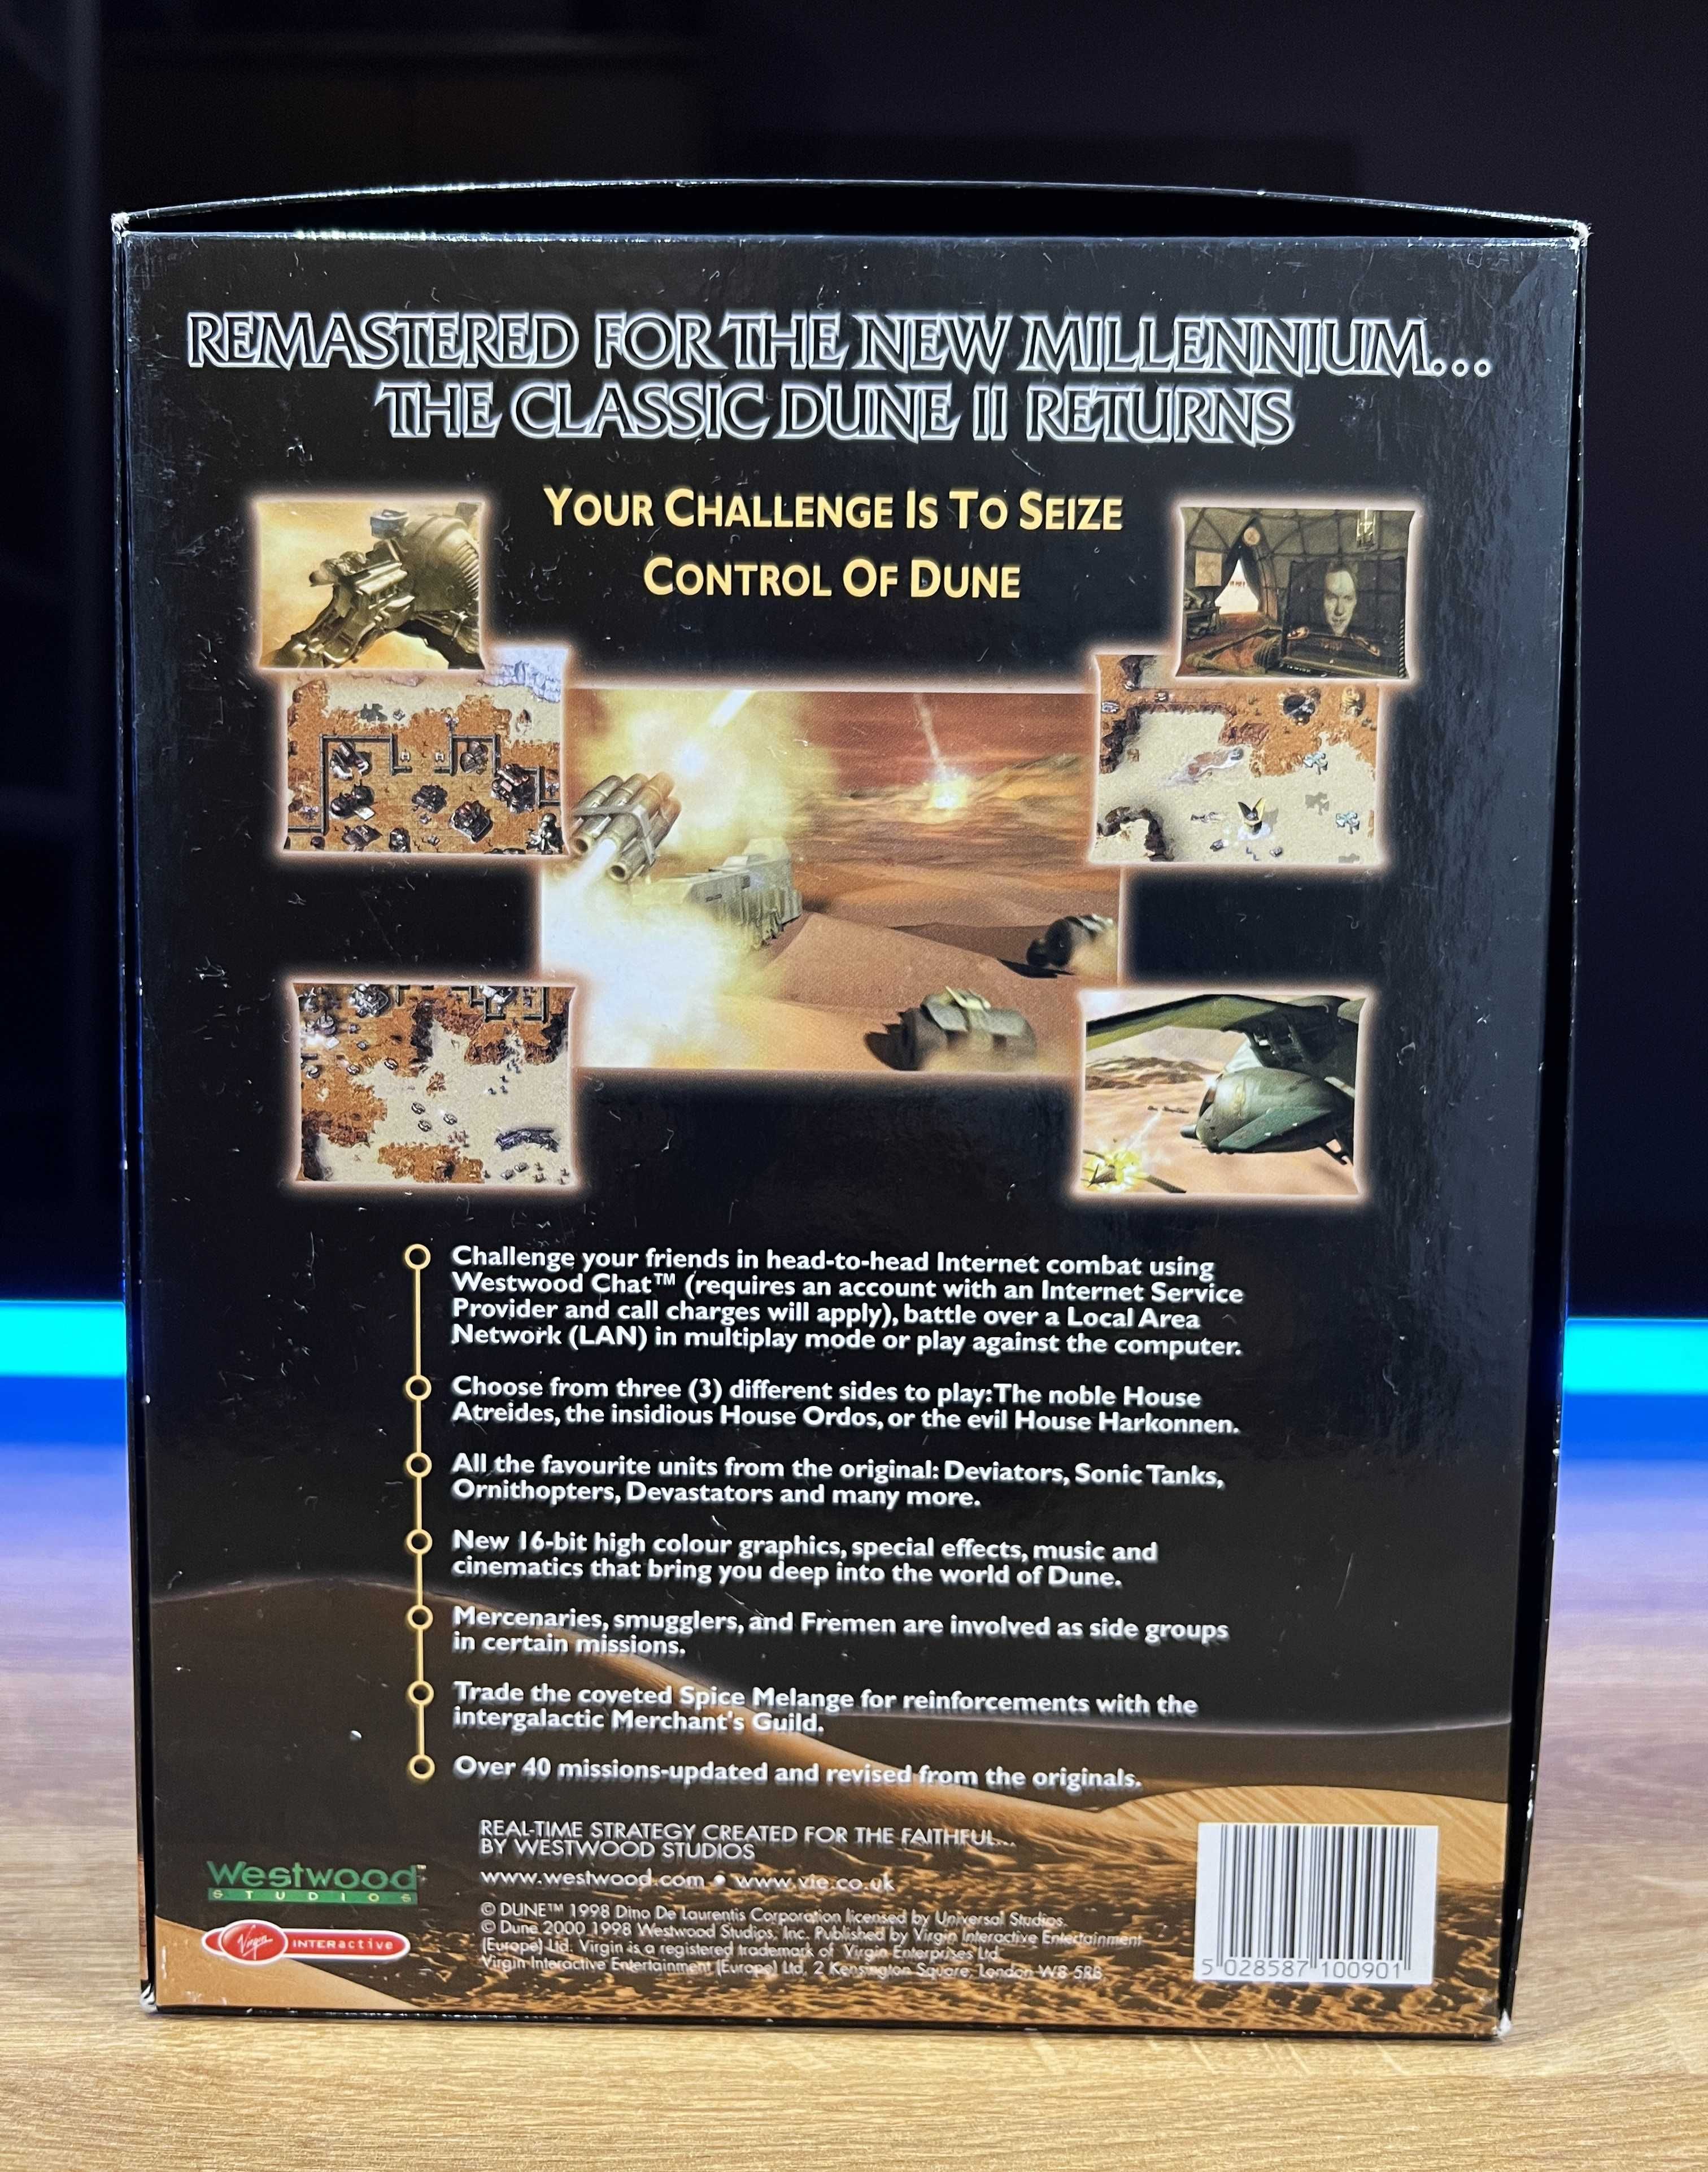 REMASTERED FOR THE NEW MILLENNIUM...
THE CLASSIC DUNE II RETURNS
YOUR CHALLENGE IS TO SEIZE
CONTROL OF DUNE
Challenge your friends in head-to-head Internet combat using
Westwood Chat™ (requires an account with an Internet Service
Provider and call charges will apply), battle over a Local Area
Network (LAN) in multiplay mode or play against the computer.
Choose from three (3) different sides to play:The noble House
Atreides, the insidious House Ordos, or the evil House Harkonnen.
All the favourite units from the original: Deviators, Sonic Tanks,
Ornithopters, Devastators and many more.
New 16-bit high colour graphics, special effects, music and
cinematics that bring you deep into the world of Dune.
Mercenaries, smugglers, and Fremen are involved as side groups
in certain missions.
Trade the coveted Spice Melange for reinforcements with the
intergalactic Merchant's Guild.
Over 40 missions-updated and revised from the originals.
REAL-TIME STRATEGY CREATED FOR THE FAITHFUL...
BY WESTWOOD STUDIOS
www.westwood.com • www.vie.co.uk
© DUNE™ 1998 Dino De Laurentis Corporation licensed by Universal Studios.
© Dune 2000 1998 Westwood Studios, Inc. Published by Virgin Interactive Entertainment
(Europe) Ltd. Virgin is a registered trademark of Virgin Enterprises Ltd.
Virgin Interactive Entertainment (Europe) Ltd, 2 Kensington Square, London W8 5RB
Westwood™
STUDIOS
Virgin INTERactive
5 028587 100901